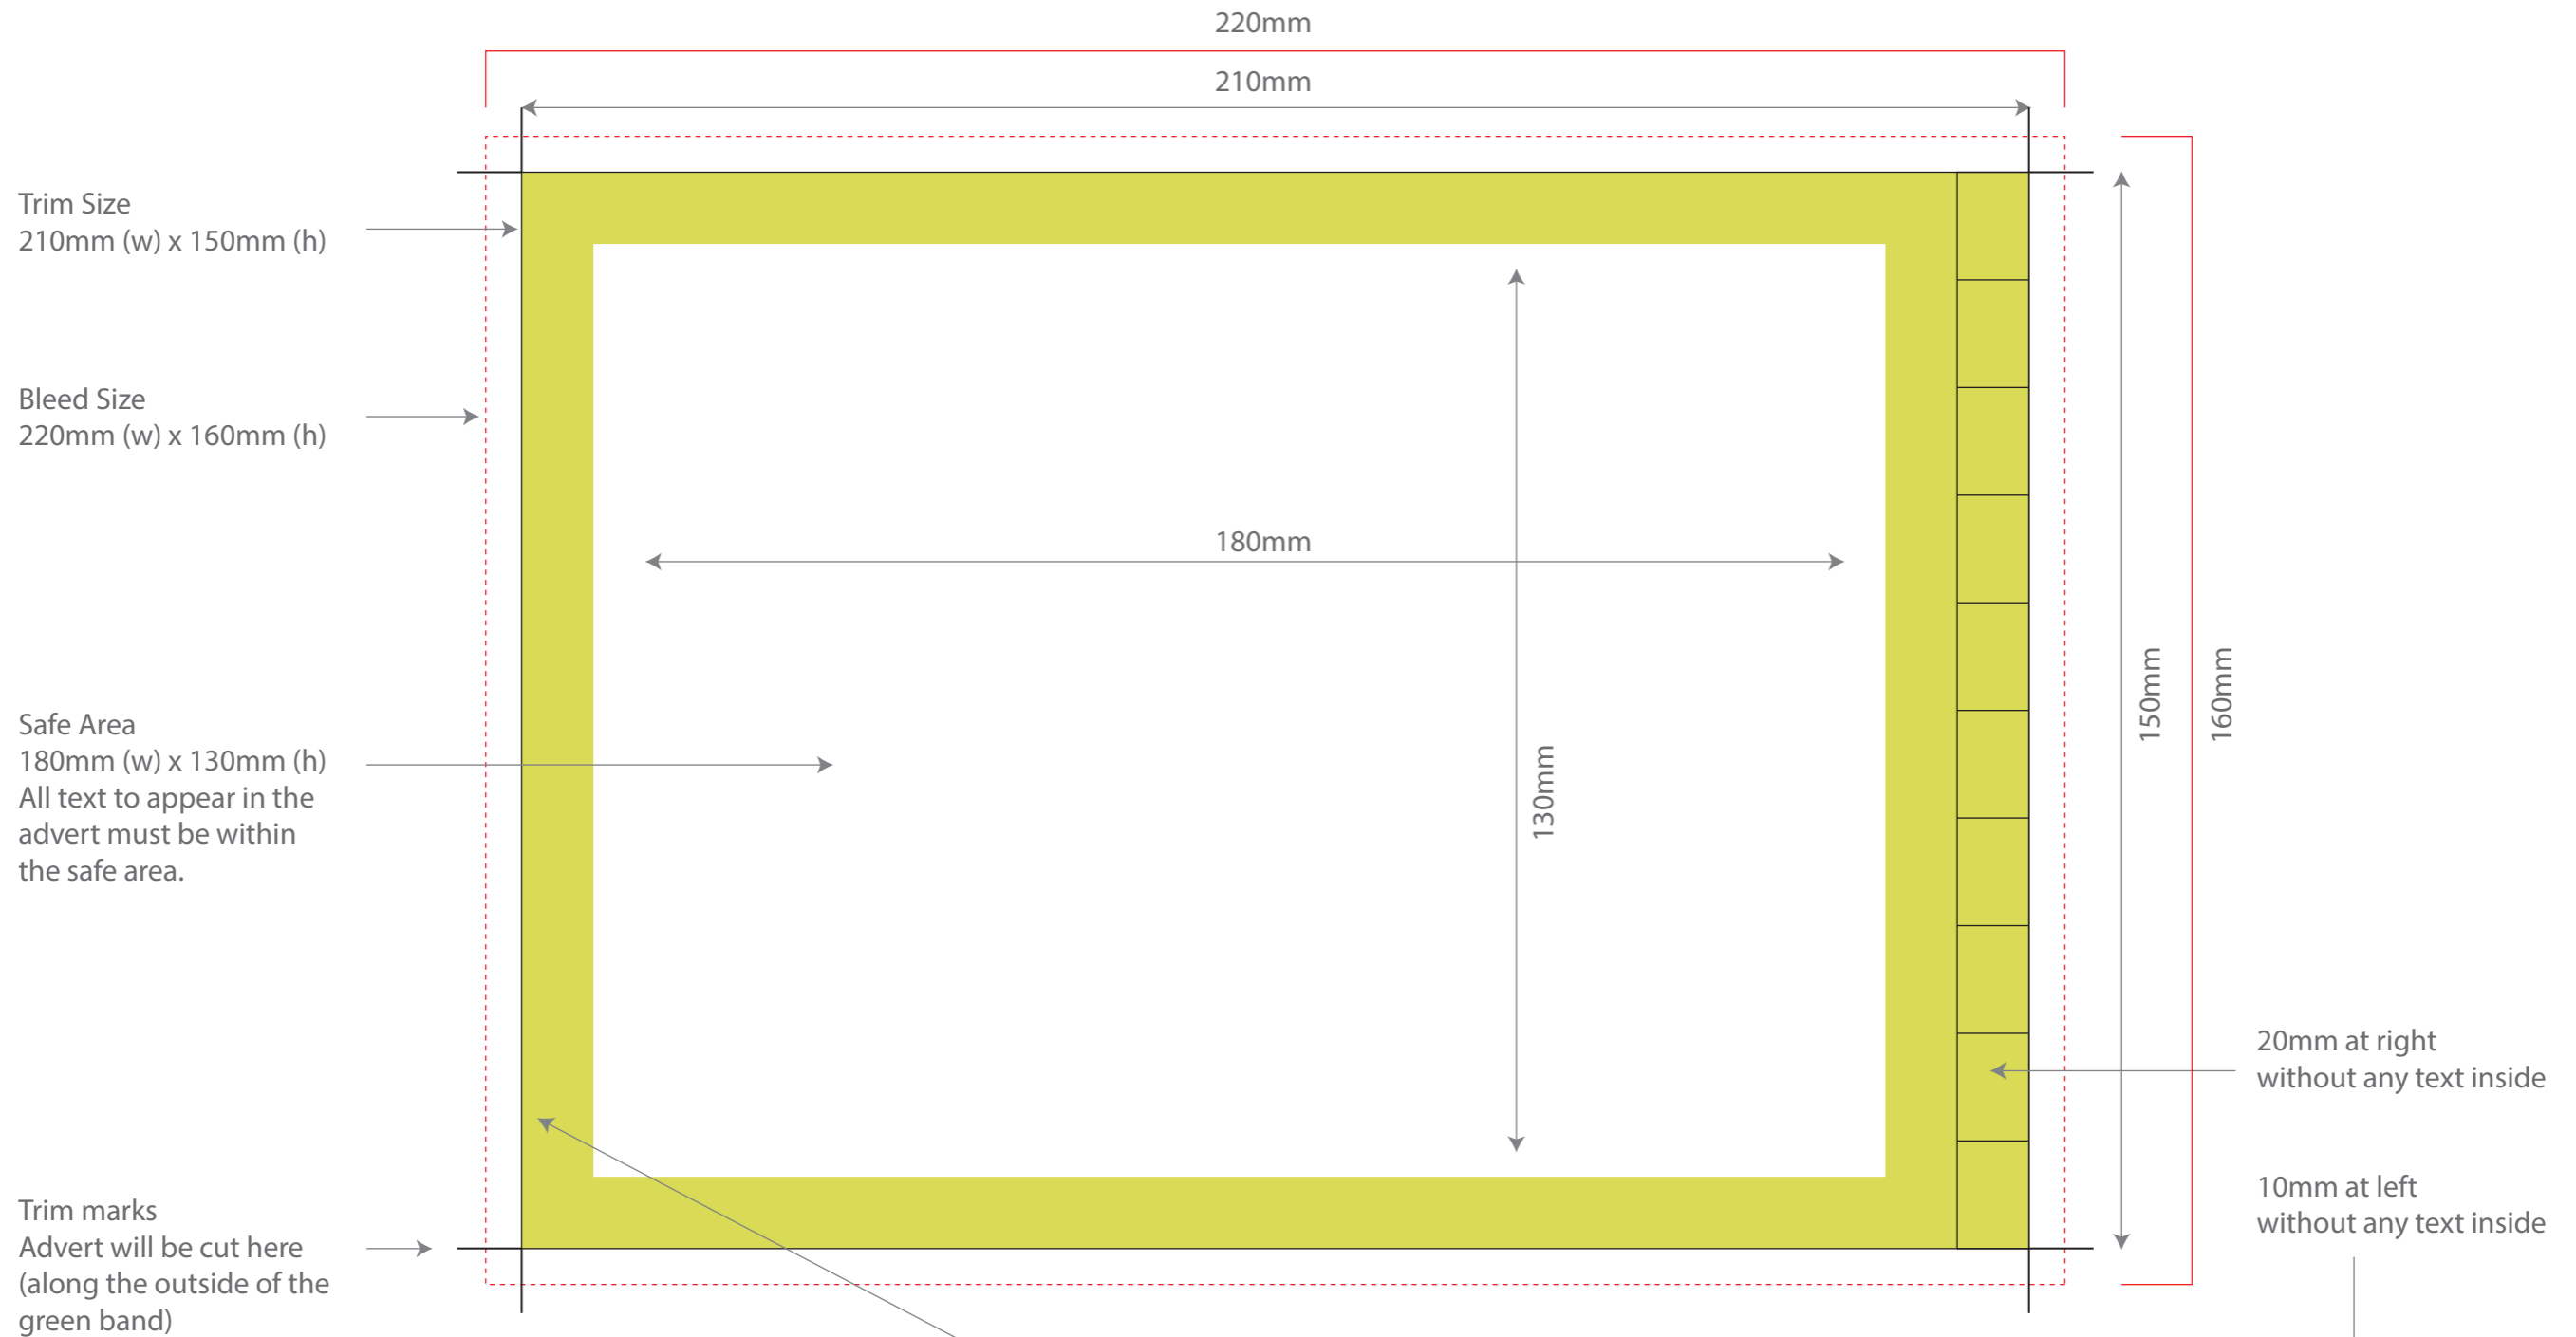 220mm
210mm
Trim Size
210mm (w) x 150mm (h)
Bleed Size
220mm (w) x 160mm (h)
180mm
130mm
150mm
160mm
Safe Area
180mm (w) x 130mm (h)
All text to appear in the
advert must be within
the safe area.
20mm at right
without any text inside
10mm at left
without any text inside
Trim marks
Advert will be cut here
(along the outside of the
green band)